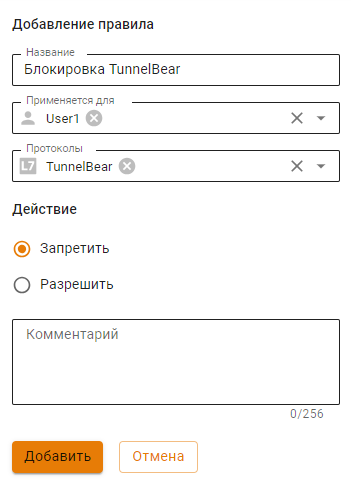 Добавление правила
Название
Блокировка TunnelBear
Применяется для
User1
Протоколы
L7 TunnelBear
Действие
Запретить
Разрешить
Комментарий
0/256
Добавить Отмена